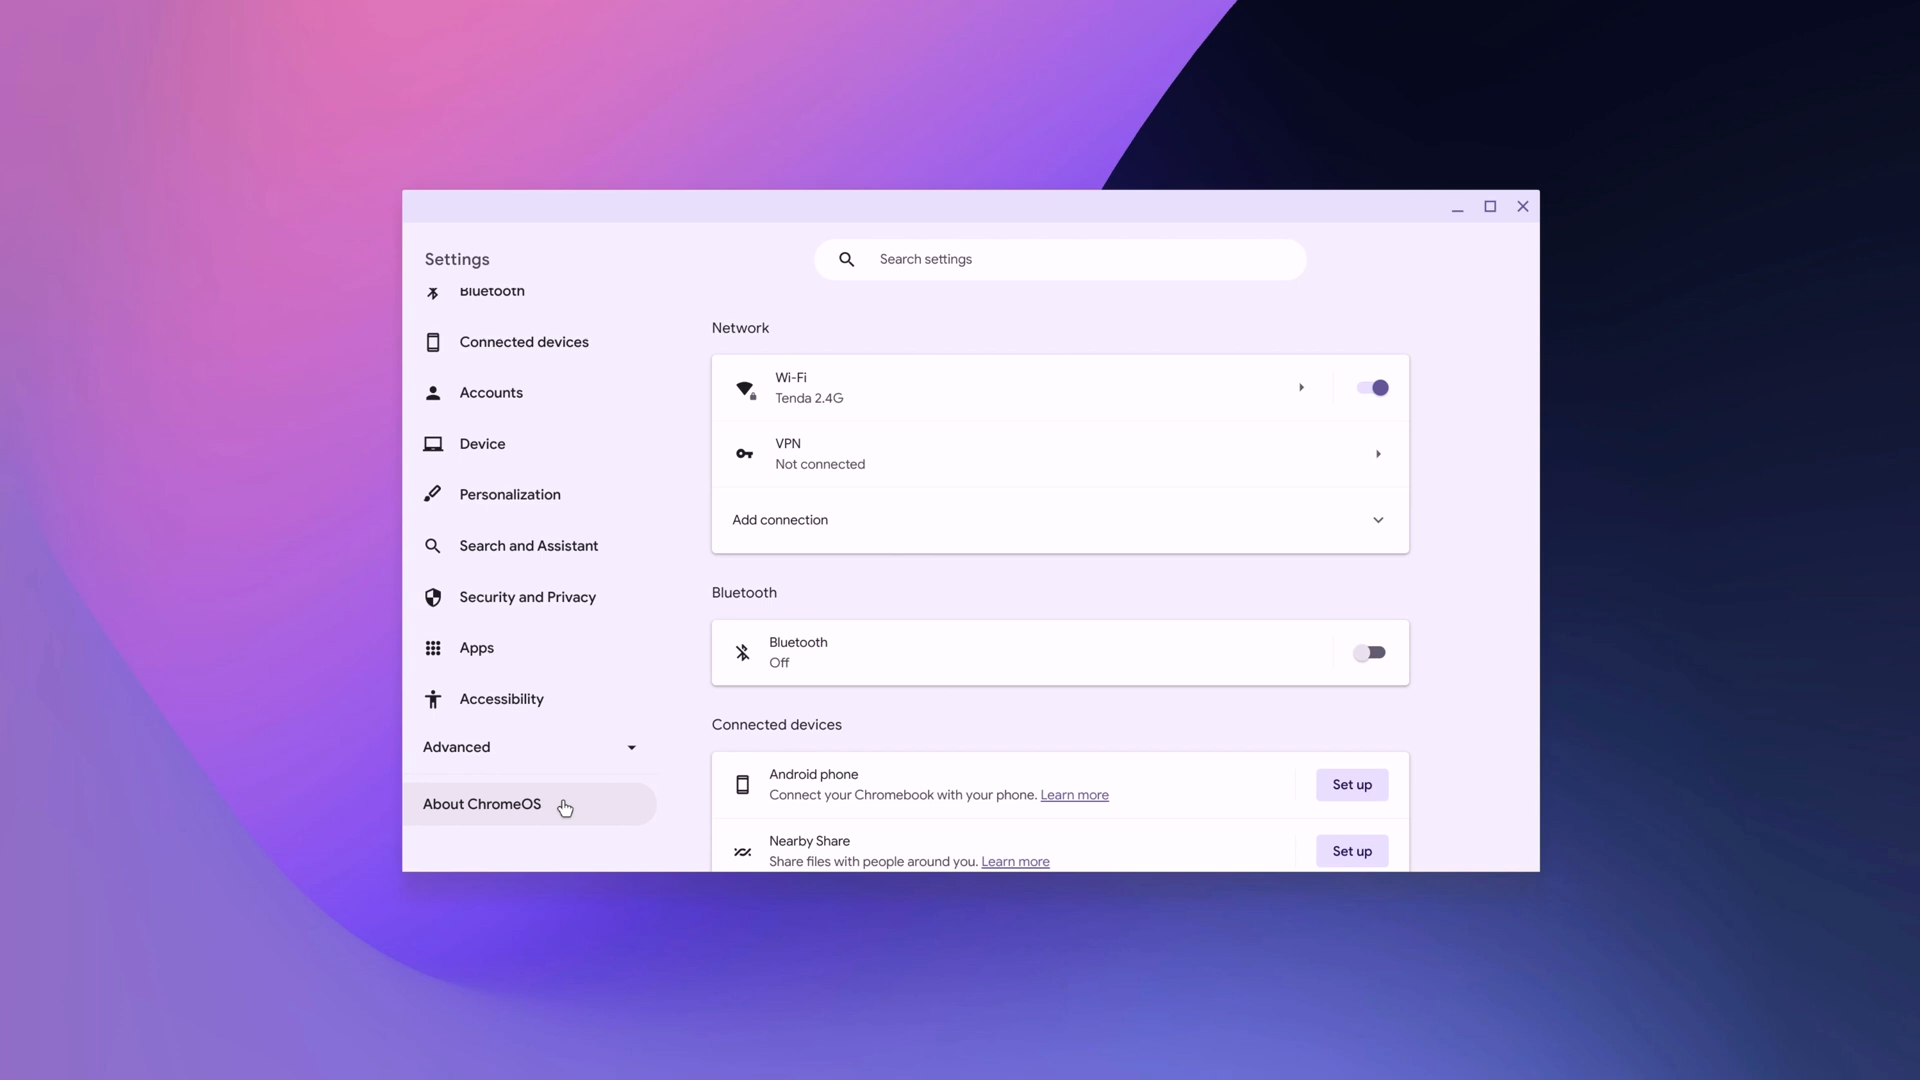 Settings
Search settings
Bluetooth
Connected devices
Accounts
Device
Personalization
Search and Assistant
Security and Privacy
Apps
Accessibility
Advanced
About ChromeOS
Network
Wi-Fi
Tenda 2.4G
VPN
Not connected
Add connection
Bluetooth
Bluetooth
Off
Connected devices
Android phone
Connect your Chromebook with your phone. Learn more
Set up
Nearby Share
Share files with people around you. Learn more
Set up